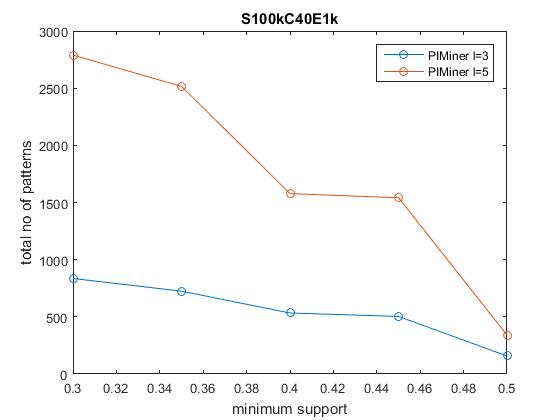 S100kC40E1k
PIMiner l=3
PIMiner l=5
3000
2500
2000
1500
1000
500
0
total no of patterns
0.3 0.32 0.34 0.36 0.38 0.4 0.42 0.44 0.46 0.48 0.5
minimum support